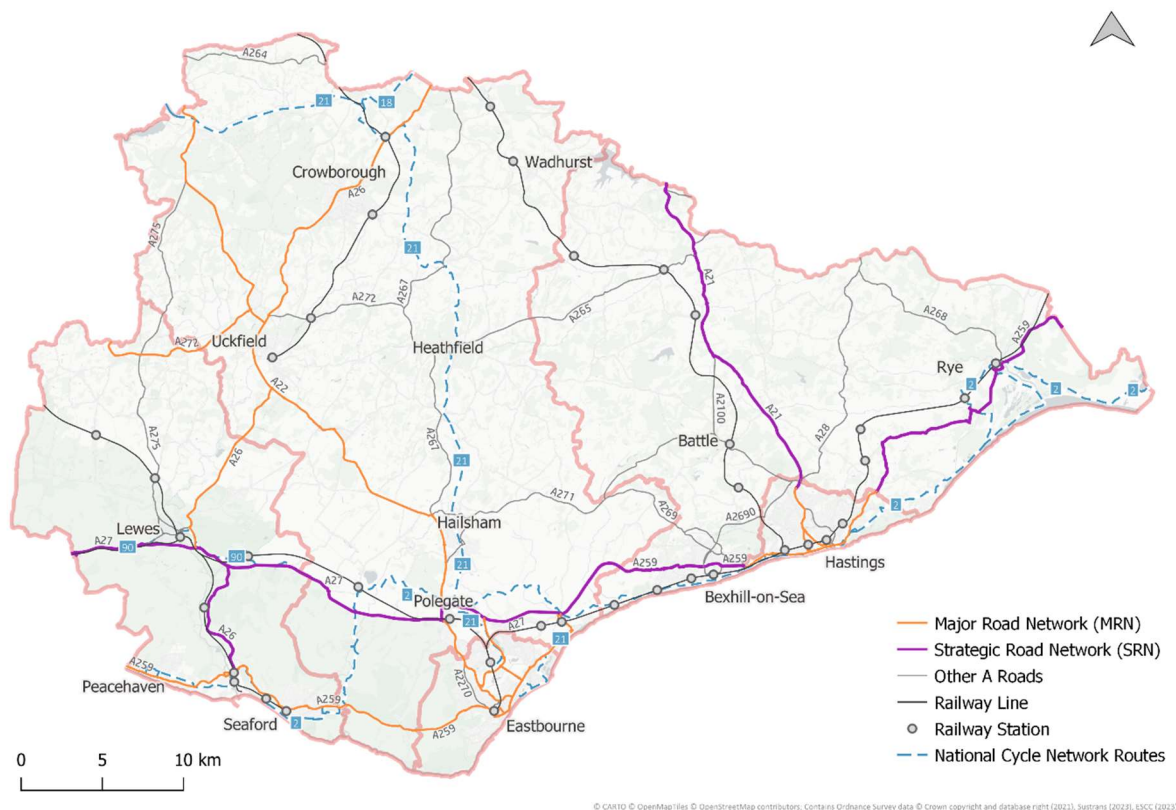 A264
21
18
Crowborough
A26
Wadhurst
A275
21
A21
A267
A272
A265
A268
A259
Uckfield
A272
Heathfield
Rye
2
2
2
A22
A2100
A21
A275
A26
A267
Battle
A28
21
A271
Hailsham
A269
A2690
2
Lewes
A27
90
90
21
A259
A259
Hastings
A27
2
Polegate
21
A27
21
Bexhill-on-Sea
A26
A259
Peacehaven
A2270
Seaford
2
A259
A259
Eastbourne
Major Road Network (MRN)
Strategic Road Network (SRN)
Other A Roads
Railway Line
Railway Station
National Cycle Network Routes
0 5 10 km
© CARTO © OpenMapTiles © OpenStreetMap contributors; Contains Ordnance Survey data © Crown copyright and database right (2021), Sustrans (2023), ESCC (2023)